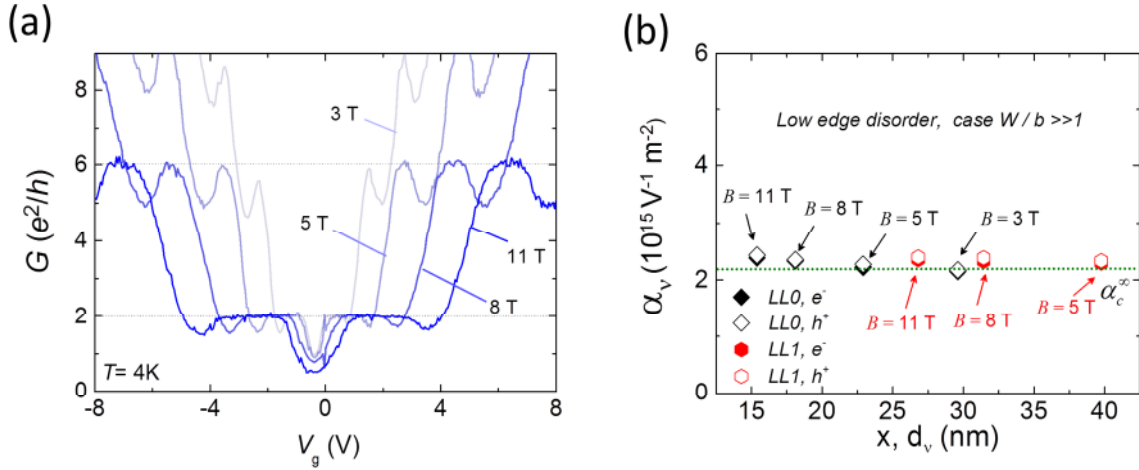 (a)
G (e²/h)
8
6
4
2
0
3 T
5 T
11 T
8 T
T= 4K
-8
-4
0
4
8
V_g (V)
(b)
α_ν (10¹⁵ V⁻¹ m⁻²)
6
4
2
0
Low edge disorder, case W / b >>1
B = 11 T
B = 8 T
B = 5 T
B = 3 T
α_c^∞
B = 11 T
B = 8 T
B = 5 T
LL0, e⁻
LL0, h⁺
LL1, e⁻
LL1, h⁺
15
20
25
30
35
40
x, d_ν (nm)